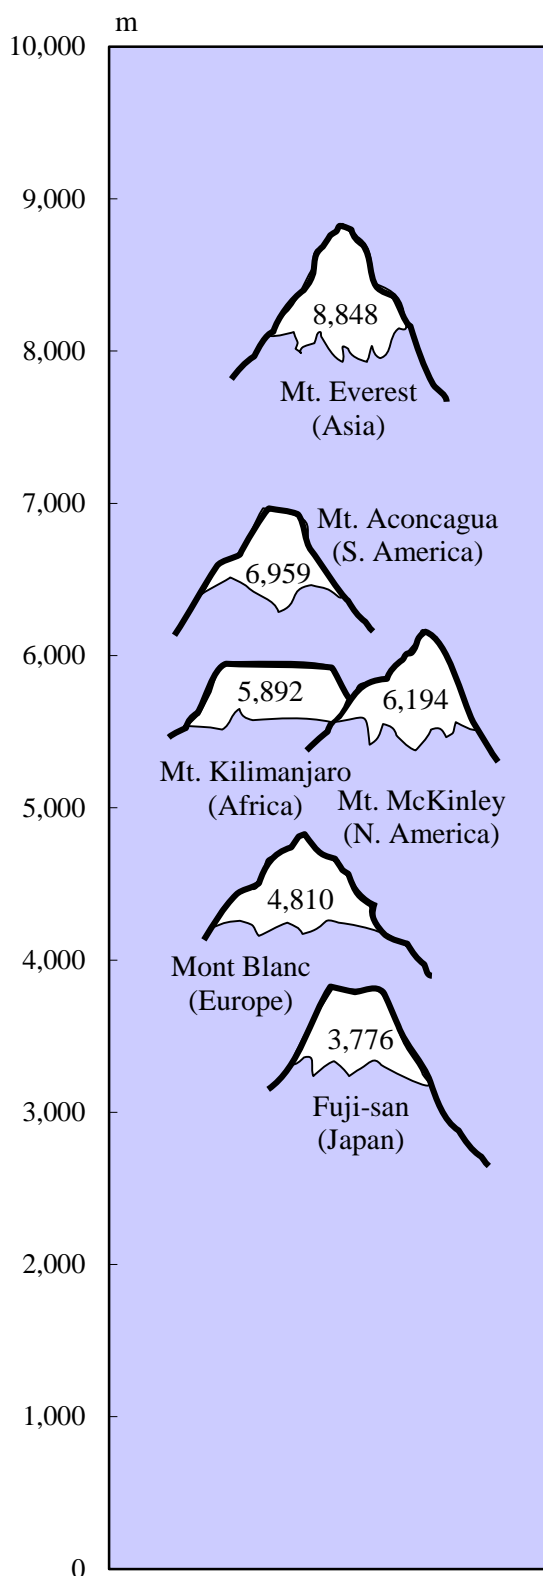 m
10,000
9,000
8,848
8,000
Mt. Everest
(Asia)
7,000
Mt. Aconcagua
(S. America)
6,959
6,000
5,892
6,194
Mt. Kilimanjaro
(Africa)
Mt. McKinley
(N. America)
5,000
4,810
4,000
Mont Blanc
(Europe)
3,776
3,000
Fuji-san
(Japan)
2,000
1,000
0